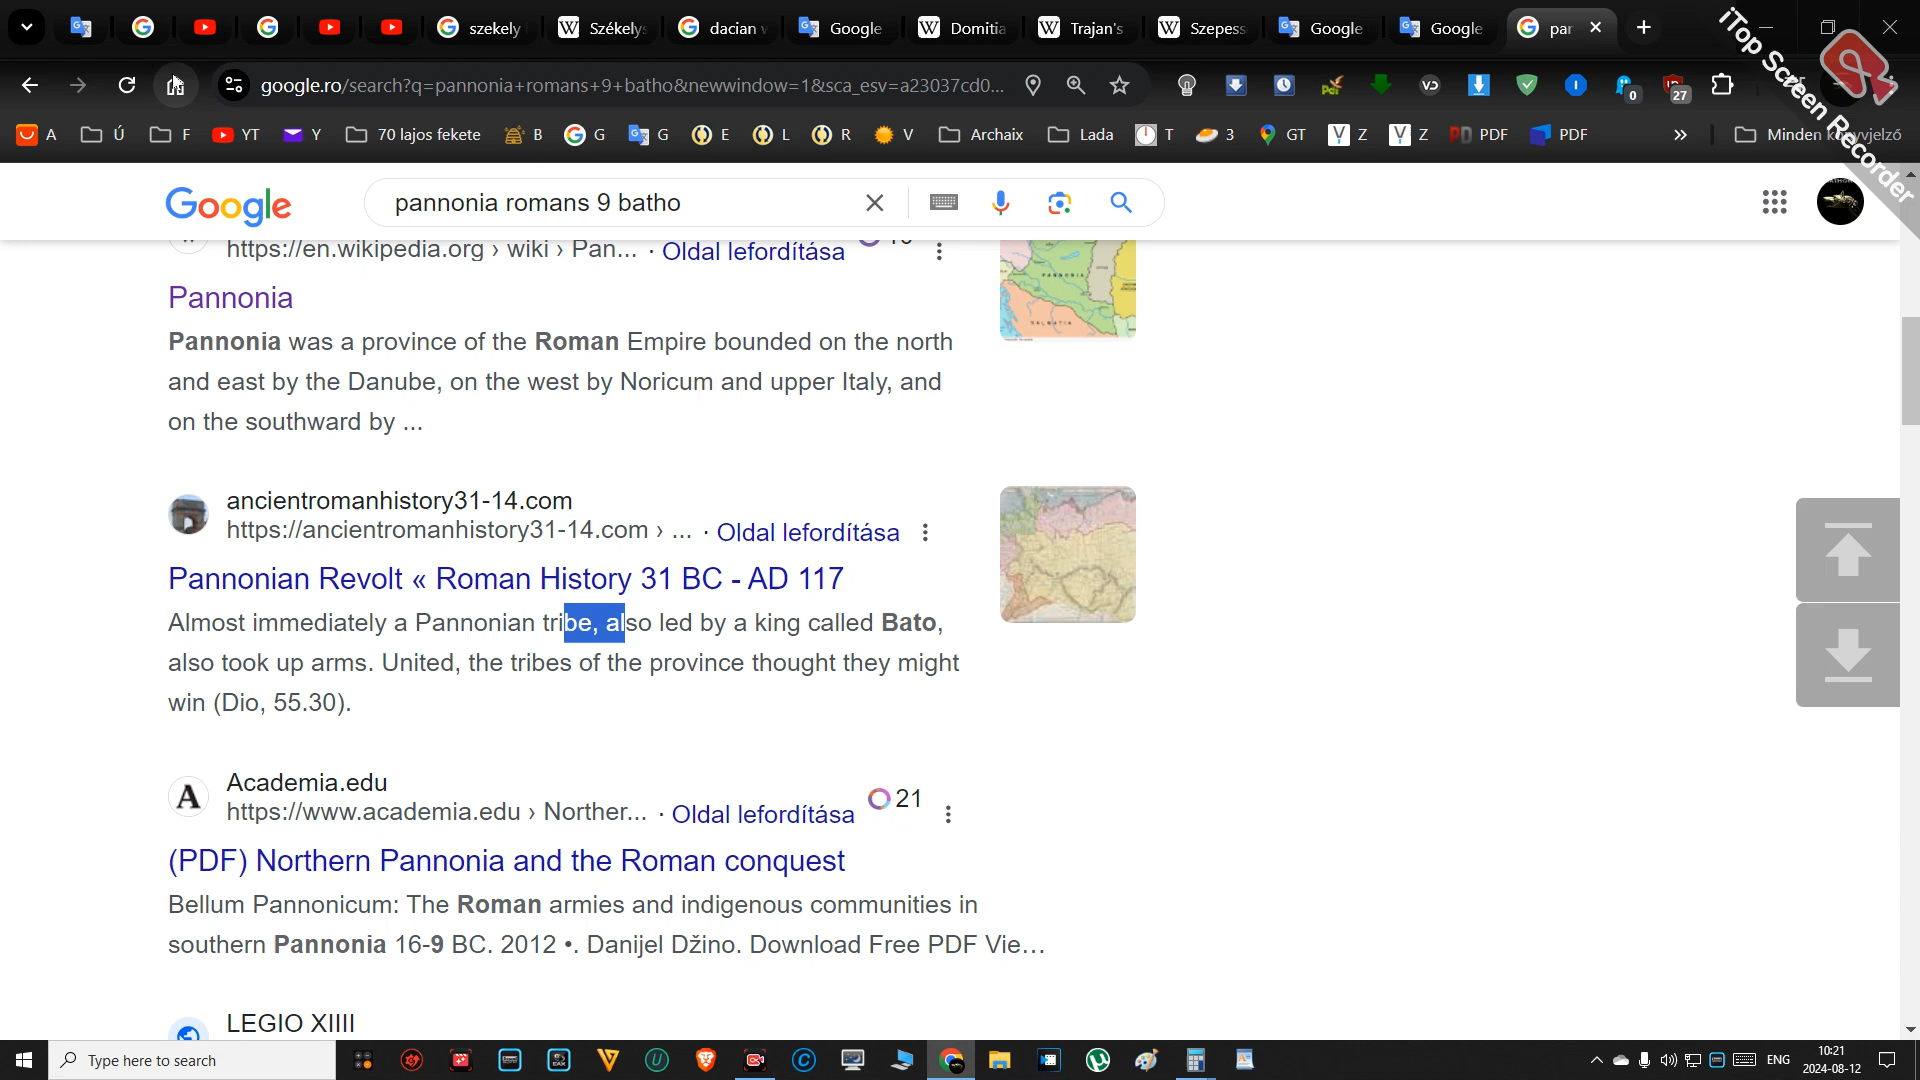 szekely
Székelys
dacian w
Google
Domitia
Trajan's
Szepess
Google
Google
par
iTop Screen Recorder
google.ro/search?q=pannonia+romans+9+batho&newwindow=1&sca_esv=a23037cd0...
0
27
A
Ú
F
YT
Y
70 lajos fekete
B
G
G
E
L
R
V
Archaix
Lada
T
3
GT
Z
Z
PDF
PDF
»
Minden könyvjelző
Google
pannonia romans 9 batho
https://en.wikipedia.org › wiki › Pan... · Oldal lefordítása
Pannonia
Pannonia was a province of the Roman Empire bounded on the north
and east by the Danube, on the west by Noricum and upper Italy, and
on the southward by ...
PANNONIA
DALMATIA
ancientromanhistory31-14.com
https://ancientromanhistory31-14.com › ... · Oldal lefordítása
Pannonian Revolt « Roman History 31 BC - AD 117
Almost immediately a Pannonian tribe, also led by a king called Bato,
also took up arms. United, the tribes of the province thought they might
win (Dio, 55.30).
Academia.edu
https://www.academia.edu › Norther... · Oldal lefordítása
21
(PDF) Northern Pannonia and the Roman conquest
Bellum Pannonicum: The Roman armies and indigenous communities in
southern Pannonia 16-9 BC. 2012 •. Danijel Džino. Download Free PDF Vie...
LEGIO XIIII
Type here to search
ENG
10:21
2024-08-12